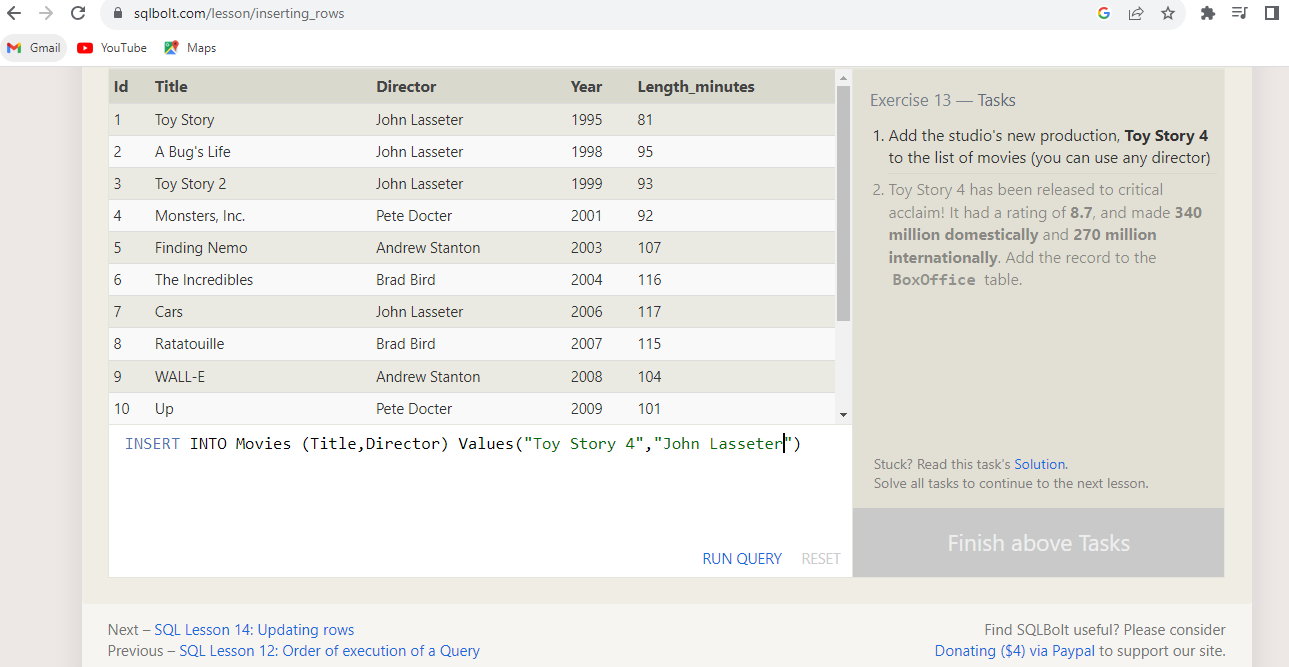 sqlbolt.com/lesson/inserting_rows
Gmail YouTube Maps
Id Title Director Year Length_minutes
1 Toy Story John Lasseter 1995 81
2 A Bug's Life John Lasseter 1998 95
3 Toy Story 2 John Lasseter 1999 93
4 Monsters, Inc. Pete Docter 2001 92
5 Finding Nemo Andrew Stanton 2003 107
6 The Incredibles Brad Bird 2004 116
7 Cars John Lasseter 2006 117
8 Ratatouille Brad Bird 2007 115
9 WALL-E Andrew Stanton 2008 104
10 Up Pete Docter 2009 101
INSERT INTO Movies (Title,Director) Values("Toy Story 4","John Lasseter")
RUN QUERY RESET
Exercise 13 — Tasks
1. Add the studio's new production, Toy Story 4
to the list of movies (you can use any director)
2. Toy Story 4 has been released to critical
acclaim! It had a rating of 8.7, and made 340
million domestically and 270 million
internationally. Add the record to the
BoxOffice table.
Stuck? Read this task's Solution.
Solve all tasks to continue to the next lesson.
Finish above Tasks
Next – SQL Lesson 14: Updating rows
Previous – SQL Lesson 12: Order of execution of a Query
Find SQLBolt useful? Please consider
Donating ($4) via Paypal to support our site.